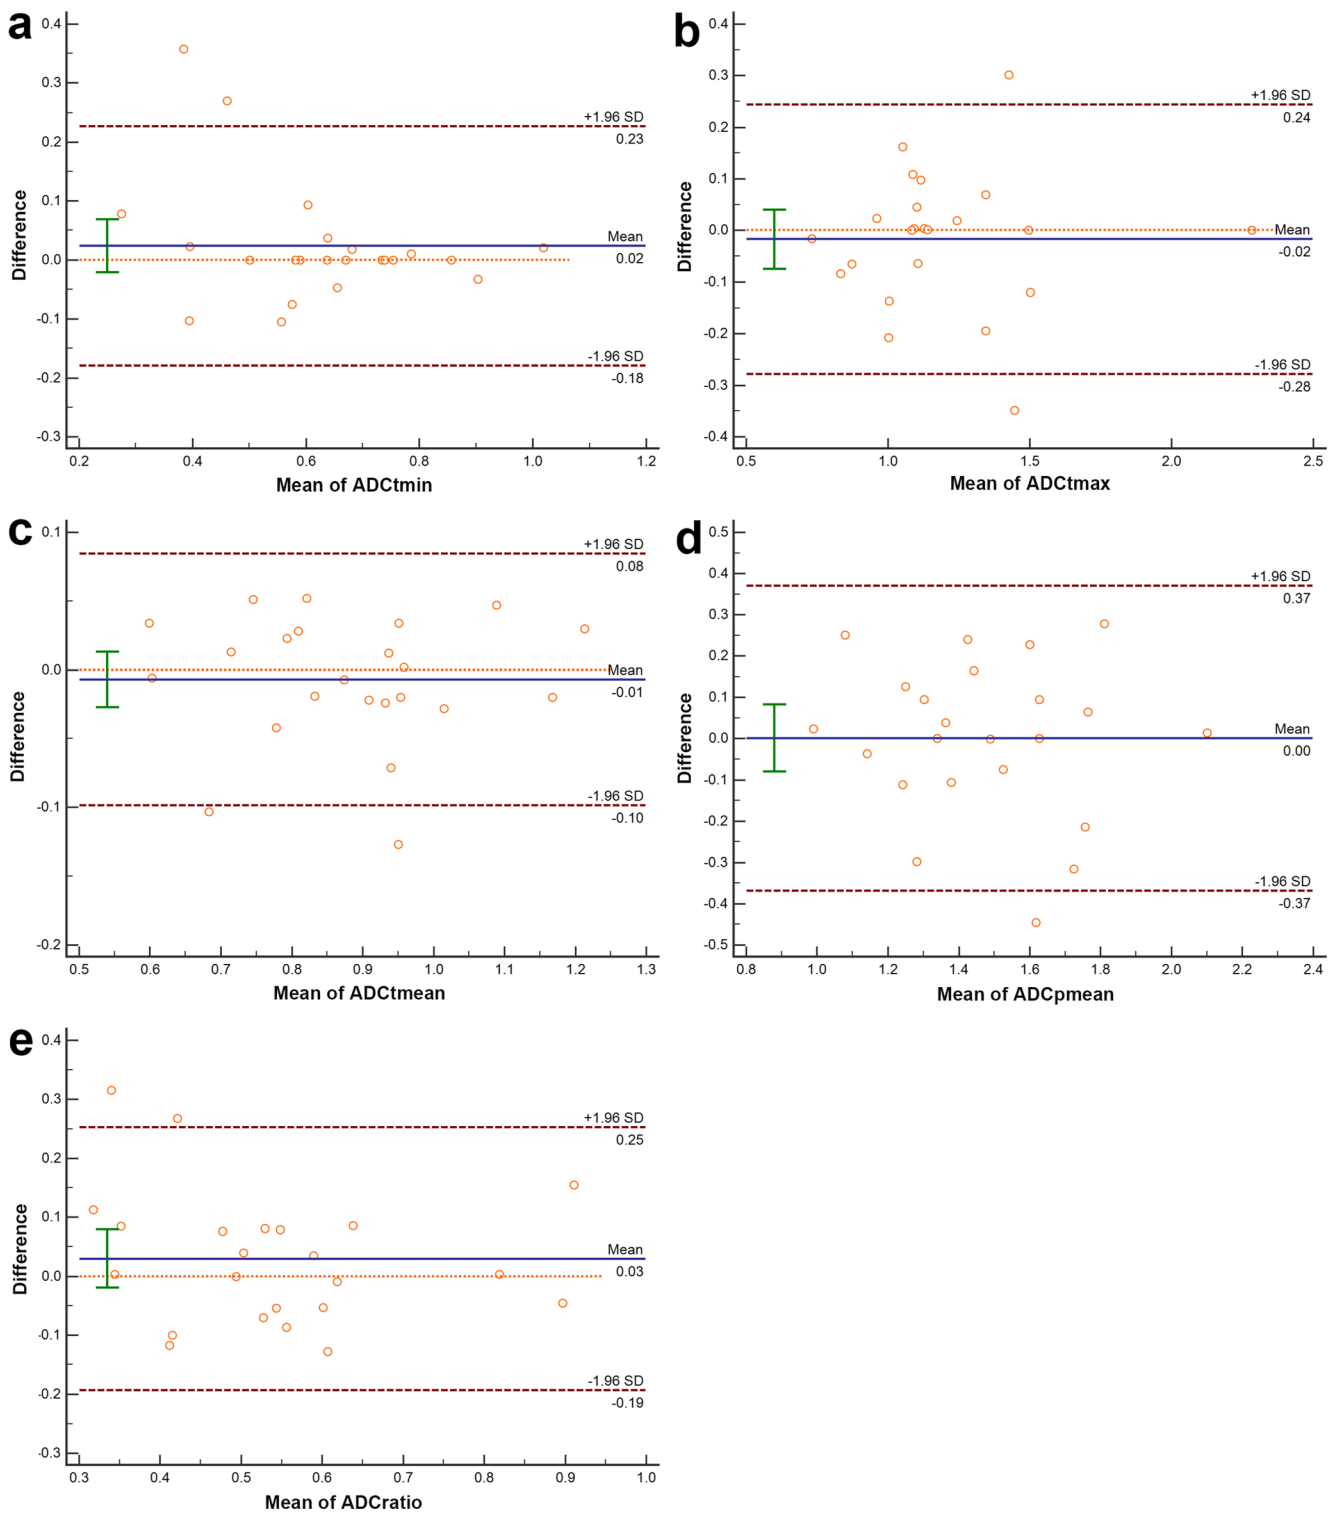 a
0.4
0.3
0.2
0.1
0.0
-0.1
-0.2
-0.3
Difference
+1.96 SD
0.23
Mean
0.02
-1.96 SD
-0.18
0.2 0.4 0.6 0.8 1.0 1.2
Mean of ADCtmin
b
0.4
0.3
0.2
0.1
0.0
-0.1
-0.2
-0.3
-0.4
Difference
+1.96 SD
0.24
Mean
-0.02
-1.96 SD
-0.28
0.5 1.0 1.5 2.0 2.5
Mean of ADCtmax
c
0.1
0.0
-0.1
-0.2
Difference
+1.96 SD
0.08
Mean
-0.01
-1.96 SD
-0.10
0.5 0.6 0.7 0.8 0.9 1.0 1.1 1.2 1.3
Mean of ADCtmean
d
0.5
0.4
0.3
0.2
0.1
0.0
-0.1
-0.2
-0.3
-0.4
-0.5
Difference
+1.96 SD
0.37
Mean
0.00
-1.96 SD
-0.37
0.8 1.0 1.2 1.4 1.6 1.8 2.0 2.2 2.4
Mean of ADCpmean
e
0.4
0.3
0.2
0.1
0.0
-0.1
-0.2
-0.3
Difference
+1.96 SD
0.25
Mean
0.03
-1.96 SD
-0.19
0.3 0.4 0.5 0.6 0.7 0.8 0.9 1.0
Mean of ADCratio